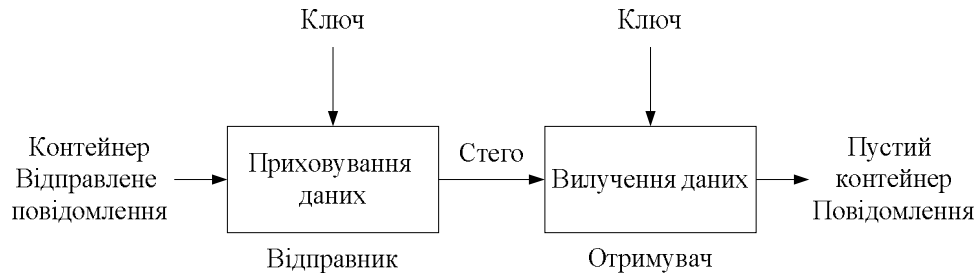 Ключ
Ключ
Контейнер
Відправлене
повідомлення
Приховування
даних
Стего
Вилучення даних
Пустий
контейнер
Повідомлення
Відправник
Отримувач